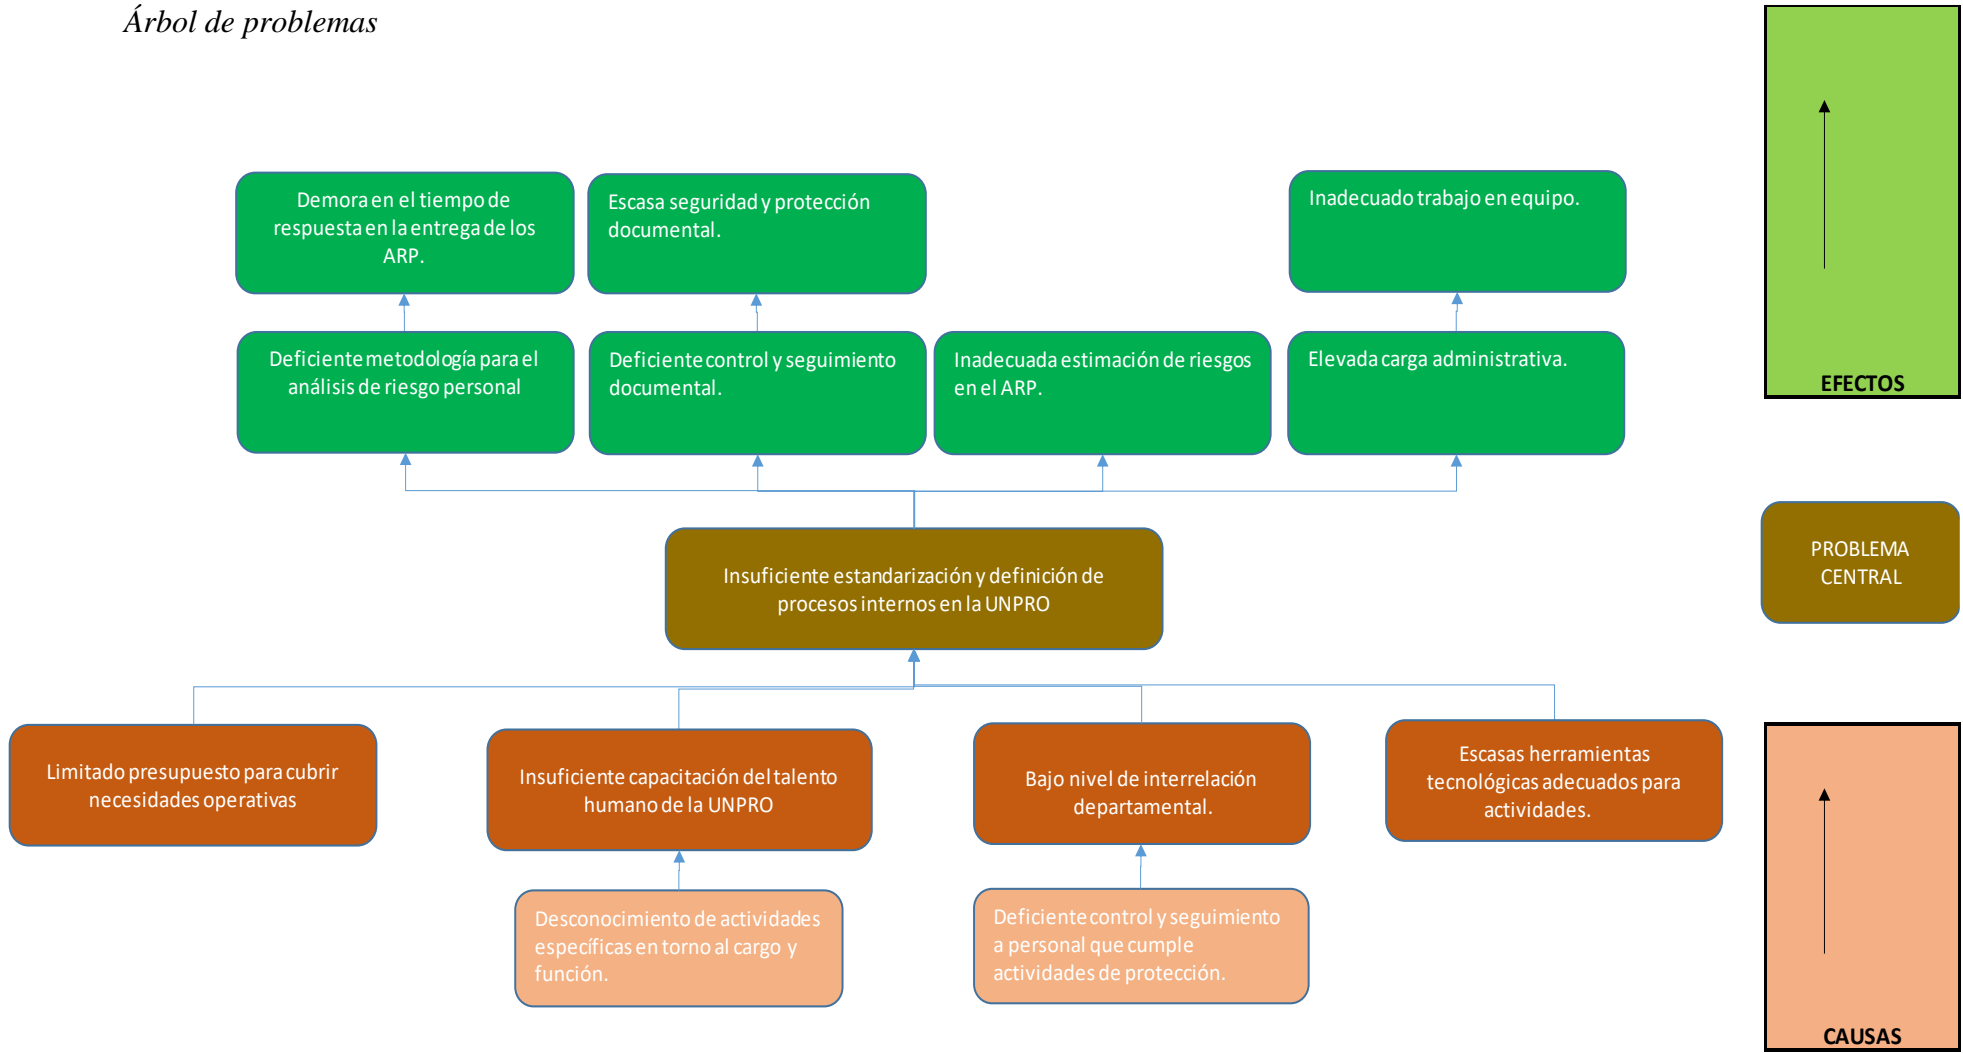 Árbol de problemas
Demora en el tiempo de
respuesta en la entrega de los
ARP.
Escasa seguridad y protección
documental.
Inadecuado trabajo en equipo.
Deficiente metodología para el
análisis de riesgo personal
Deficiente control y seguimiento
documental.
Inadecuada estimación de riesgos
en el ARP.
Elevada carga administrativa.
EFECTOS
Insuficiente estandarización y definición de
procesos internos en la UNPRO
PROBLEMA
CENTRAL
Limitado presupuesto para cubrir
necesidades operativas
Insuficiente capacitación del talento
humano de la UNPRO
Bajo nivel de interrelación
departamental.
Escasas herramientas
tecnológicas adecuados para
actividades.
Desconocimiento de actividades
específicas en torno al cargo y
función.
Deficiente control y seguimiento
a personal que cumple
actividades de protección.
CAUSAS